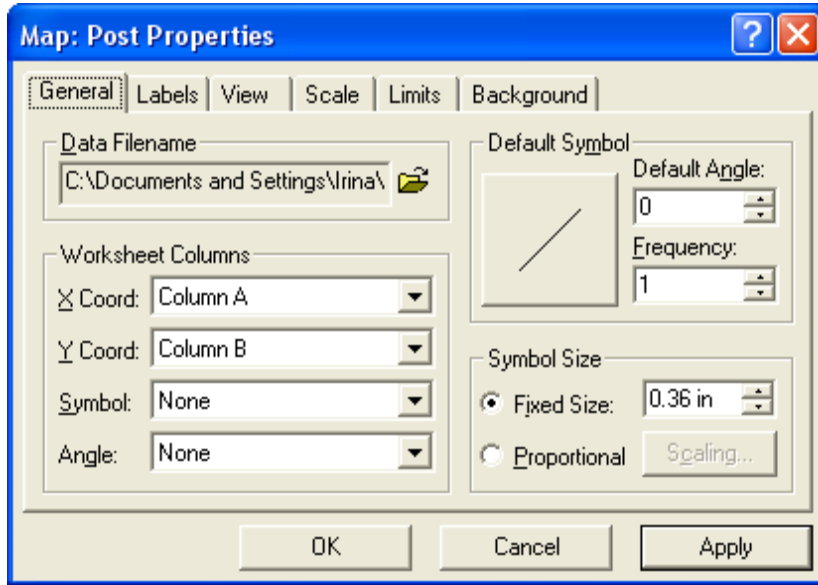 Map: Post Properties
General Labels View Scale Limits Background
Data Filename
C:\Documents and Settings\Irina\
Worksheet Columns
X Coord: Column A
Y Coord: Column B
Symbol: None
Angle: None
Default Symbol
Default Angle:
0
Frequency:
1
Symbol Size
Fixed Size: 0.36 in
Proportional Scaling...
OK Cancel Apply